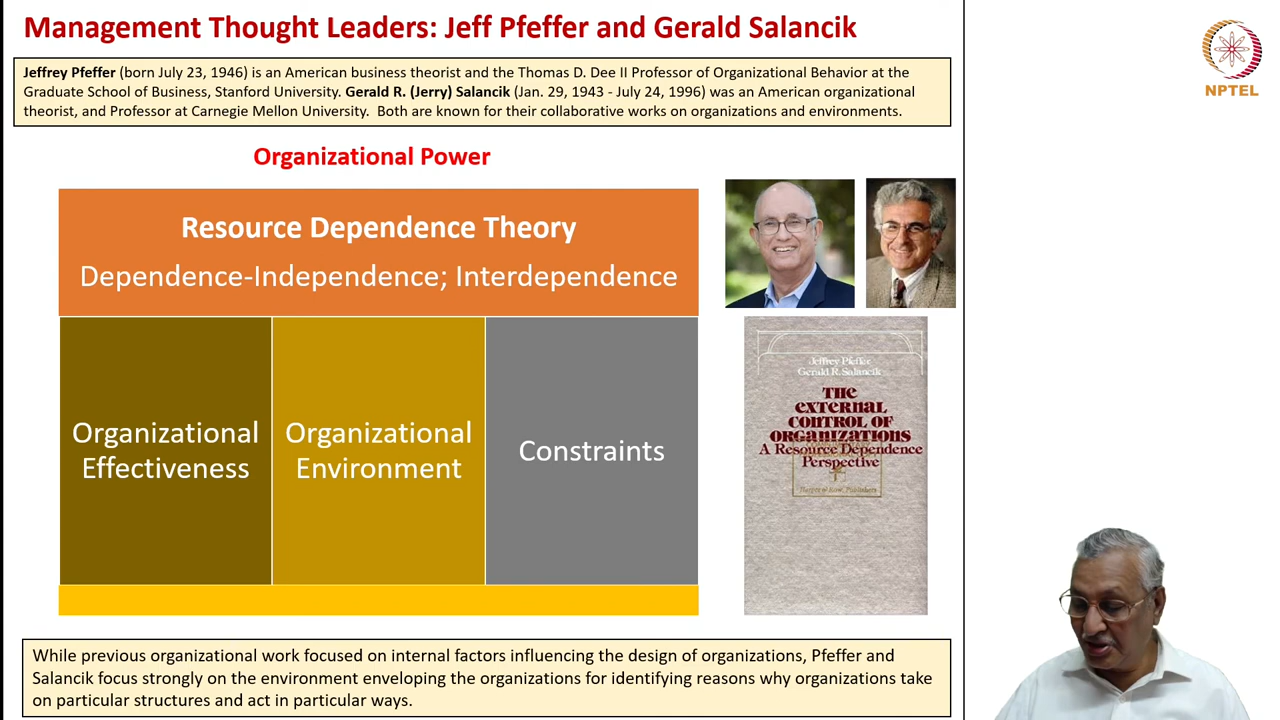 Management Thought Leaders: Jeff Pfeffer and Gerald Salancik
NPTEL
Jeffrey Pfeffer (born July 23, 1946) is an American business theorist and the Thomas D. Dee II Professor of Organizational Behavior at the
Graduate School of Business, Stanford University. Gerald R. (Jerry) Salancik (Jan. 29, 1943 - July 24, 1996) was an American organizational
theorist, and Professor at Carnegie Mellon University. Both are known for their collaborative works on organizations and environments.
Organizational Power
Resource Dependence Theory
Dependence-Independence; Interdependence
Organizational
Effectiveness
Organizational
Environment
Constraints
Jeffrey Pfeffer
Gerald R. Salancik
THE
EXTERNAL
CONTROL OF
ORGANIZATIONS
A Resource Dependence
Perspective
Harper & Row, Publishers
While previous organizational work focused on internal factors influencing the design of organizations, Pfeffer and
Salancik focus strongly on the environment enveloping the organizations for identifying reasons why organizations take
on particular structures and act in particular ways.